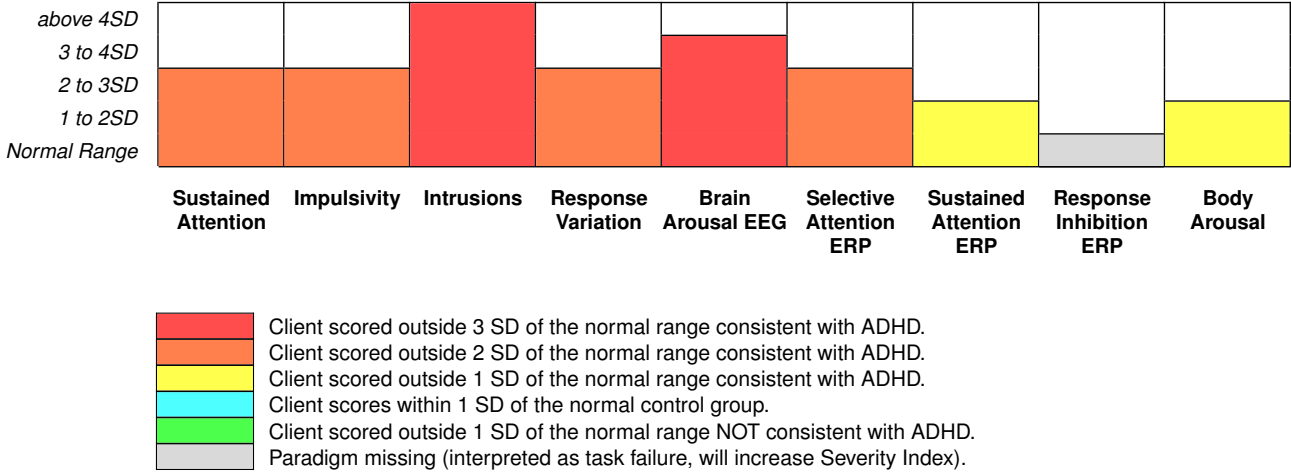 above 4SD
3 to 4SD
2 to 3SD
1 to 2SD
Normal Range
Sustained Attention
Impulsivity
Intrusions
Response Variation
Brain Arousal EEG
Selective Attention ERP
Sustained Attention ERP
Response Inhibition ERP
Body Arousal
Client scored outside 3 SD of the normal range consistent with ADHD.
Client scored outside 2 SD of the normal range consistent with ADHD.
Client scored outside 1 SD of the normal range consistent with ADHD.
Client scores within 1 SD of the normal control group.
Client scored outside 1 SD of the normal range NOT consistent with ADHD.
Paradigm missing (interpreted as task failure, will increase Severity Index).